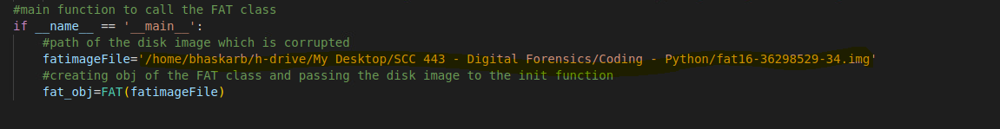 #main function to call the FAT class
if __name__ == '__main__':
    #path of the disk image which is corrupted
    fatimageFile='/home/bhaskarb/h-drive/My Desktop/SCC 443 - Digital Forensics/Coding - Python/fat16-36298529-34.img'
    #creating obj of the FAT class and passing the disk image to the init function
    fat_obj=FAT(fatimageFile)